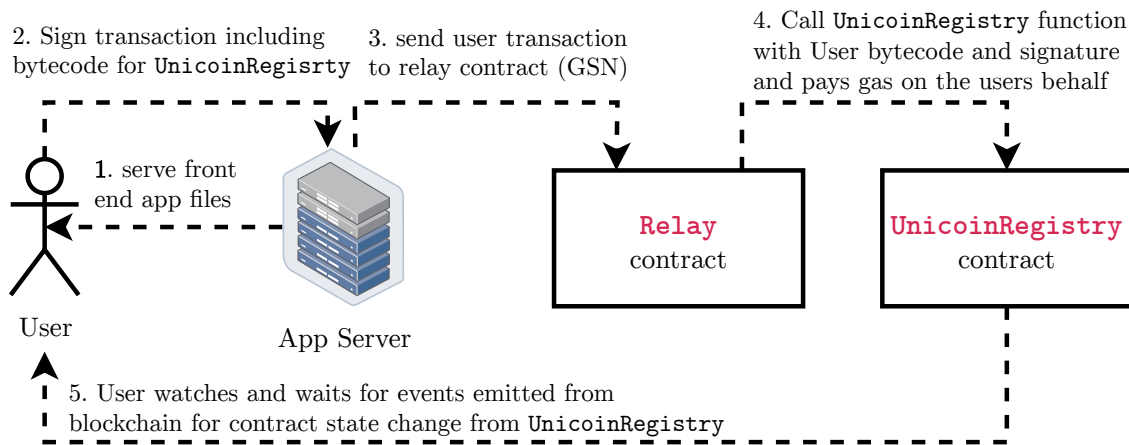 2. Sign transaction including
bytecode for UnicoinRegisrty
3. send user transaction
to relay contract (GSN)
4. Call UnicoinRegistry function
with User bytecode and signature
and pays gas on the users behalf
1. serve front
end app files
Relay
contract
UnicoinRegistry
contract
User
App Server
5. User watches and waits for events emitted from
blockchain for contract state change from UnicoinRegistry